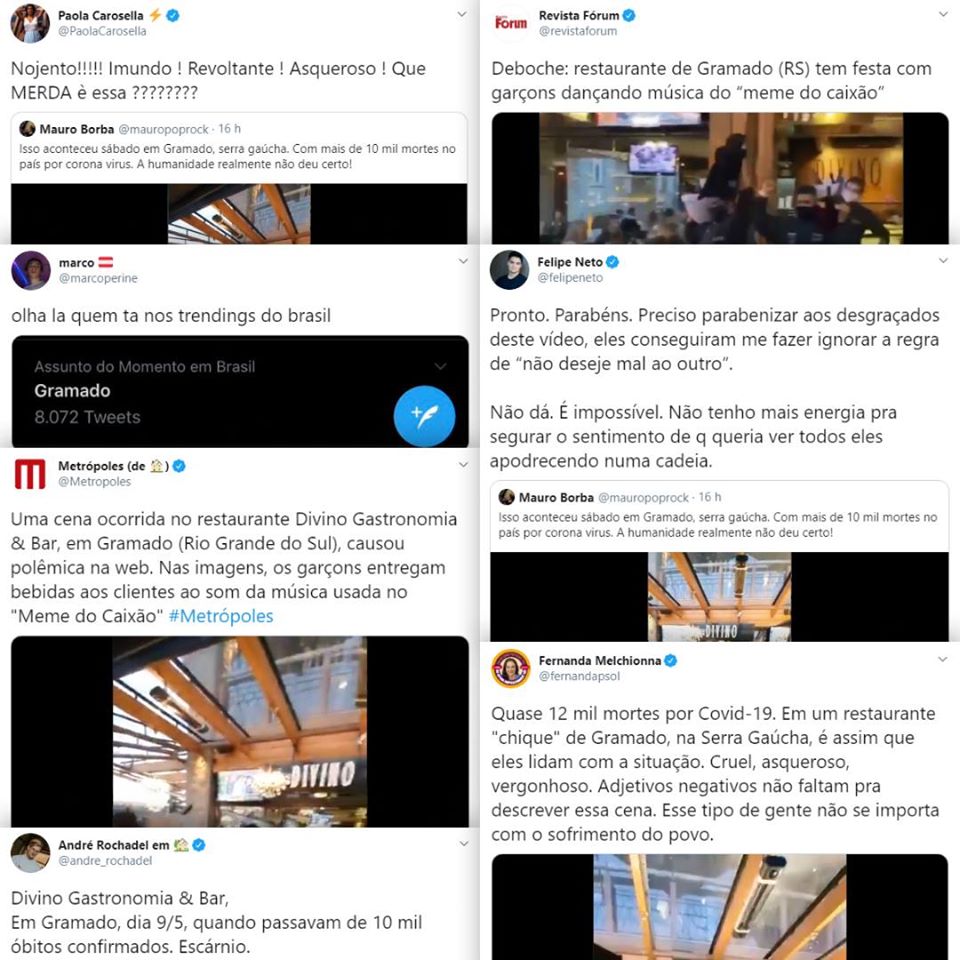 Paola Carosella
@PaolaCarosella
Nojento!!!!! Imundo ! Revoltante ! Asqueroso ! Que
MERDA è essa ????????
Mauro Borba @mauropoprock · 16 h
Isso aconteceu sábado em Gramado, serra gaúcha. Com mais de 10 mil mortes no
país por corona virus. A humanidade realmente não deu certo!
marco
@marcoperine
olha la quem ta nos trendings do brasil
Assunto do Momento em Brasil
Gramado
8.072 Tweets
Metrópoles (de 🏠)
@Metropoles
Uma cena ocorrida no restaurante Divino Gastronomia
& Bar, em Gramado (Rio Grande do Sul), causou
polêmica na web. Nas imagens, os garçons entregam
bebidas aos clientes ao som da música usada no
"Meme do Caixão" #Metrópoles
DIVINO
André Rochadel em
@andre_rochadel
Divino Gastronomia & Bar,
Em Gramado, dia 9/5, quando passavam de 10 mil
óbitos confirmados. Escárnio.
Forum
Revista Fórum
@revistaforum
Deboche: restaurante de Gramado (RS) tem festa com
garçons dançando música do “meme do caixão”
DIVINO
Felipe Neto
@felipeneto
Pronto. Parabéns. Preciso parabenizar aos desgraçados
deste vídeo, eles conseguiram me fazer ignorar a regra
de “não deseje mal ao outro”.
Não dá. É impossível. Não tenho mais energia pra
segurar o sentimento de q queria ver todos eles
apodrecendo numa cadeia.
Mauro Borba @mauropoprock · 16 h
Isso aconteceu sábado em Gramado, serra gaúcha. Com mais de 10 mil mortes no
país por corona virus. A humanidade realmente não deu certo!
DIVINO
Fernanda Melchionna
@fernandapsol
Quase 12 mil mortes por Covid-19. Em um restaurante
"chique" de Gramado, na Serra Gaúcha, é assim que
eles lidam com a situação. Cruel, asqueroso,
vergonhoso. Adjetivos negativos não faltam pra
descrever essa cena. Esse tipo de gente não se importa
com o sofrimento do povo.